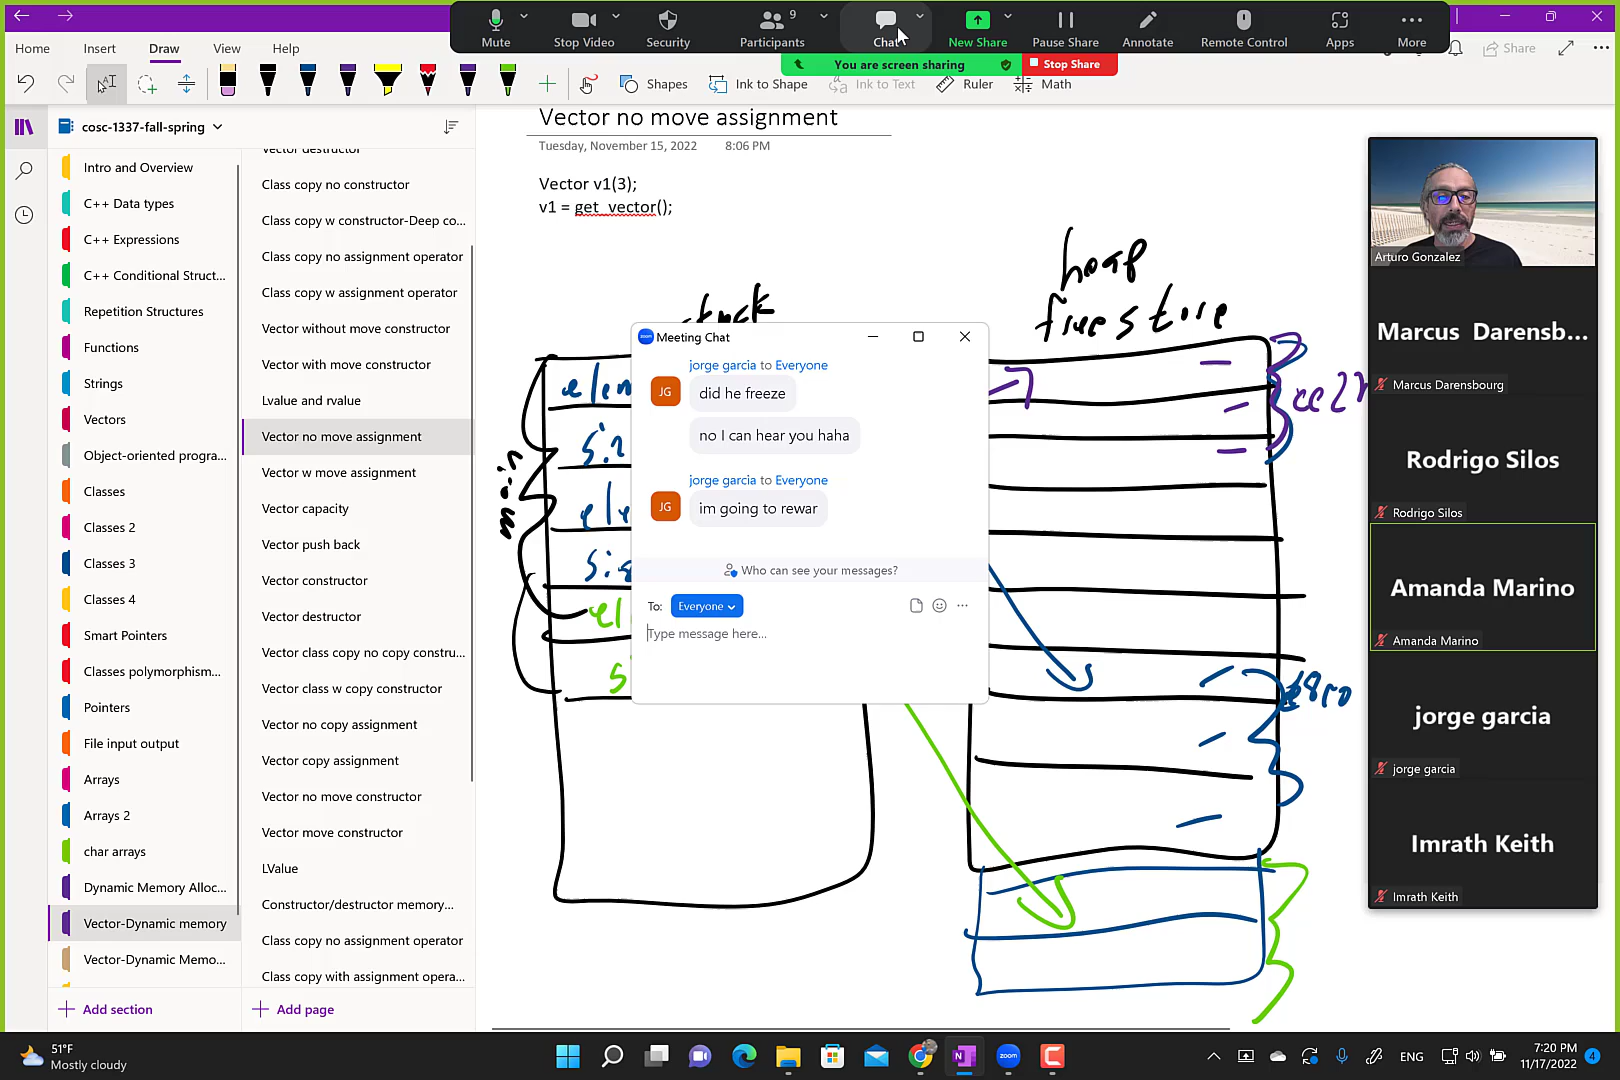 Mute
Stop Video
Security
9
Participants
Chat
New Share
Pause Share
Annotate
Remote Control
Apps
More
You are screen sharing
Stop Share
Home
Insert
Draw
View
Help
Share
Shapes
Ink to Shape
Ink to Text
Ruler
Math
cosc-1337-fall-spring
Intro and Overview
C++ Data types
C++ Expressions
C++ Conditional Struct...
Repetition Structures
Functions
Strings
Vectors
Object-oriented progra...
Classes
Classes 2
Classes 3
Classes 4
Smart Pointers
Classes polymorphism...
Pointers
File input output
Arrays
Arrays 2
char arrays
Dynamic Memory Alloc...
Vector-Dynamic memory
Vector-Dynamic Memo...
Add section
Vector destructor
Class copy no constructor
Class copy w constructor-Deep co...
Class copy no assignment operator
Class copy w assignment operator
Vector without move constructor
Vector with move constructor
Lvalue and rvalue
Vector no move assignment
Vector w move assignment
Vector capacity
Vector push back
Vector constructor
Vector destructor
Vector class copy no copy constru...
Vector class w copy constructor
Vector no copy assignment
Vector copy assignment
Vector no move constructor
Vector move constructor
LValue
Constructor/destructor memory...
Class copy no assignment operator
Class copy with assignment opera...
Add page
Vector no move assignment
Tuesday, November 15, 2022 8:06 PM
Vector v1(3);
v1 = get_vector();
stack
heap
free store
main
elem
siz
ele
siz
el
s
Meeting Chat
jorge garcia to Everyone
JG
did he freeze
no I can hear you haha
jorge garcia to Everyone
JG
im going to rewar
Who can see your messages?
To: Everyone
Type message here...
Arturo Gonzalez
Marcus Darensb...
Marcus Darensbourg
Rodrigo Silos
Rodrigo Silos
Amanda Marino
Amanda Marino
jorge garcia
jorge garcia
Imrath Keith
Imrath Keith
51°F
Mostly cloudy
zoom
ENG
7:20 PM
11/17/2022
4